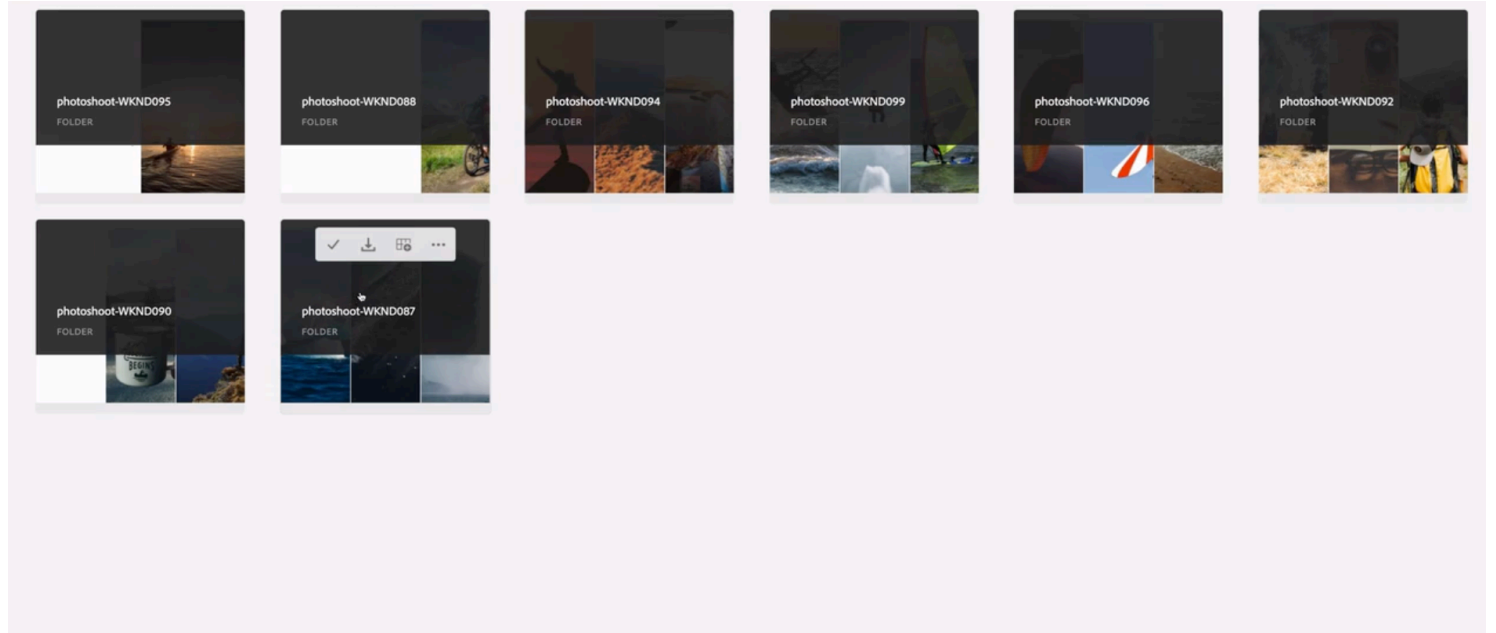 photoshoot-WKND095
FOLDER
photoshoot-WKND088
FOLDER
photoshoot-WKND094
FOLDER
photoshoot-WKND099
FOLDER
photoshoot-WKND096
FOLDER
photoshoot-WKND092
FOLDER
photoshoot-WKND090
FOLDER
BEGINS
photoshoot-WKND087
FOLDER